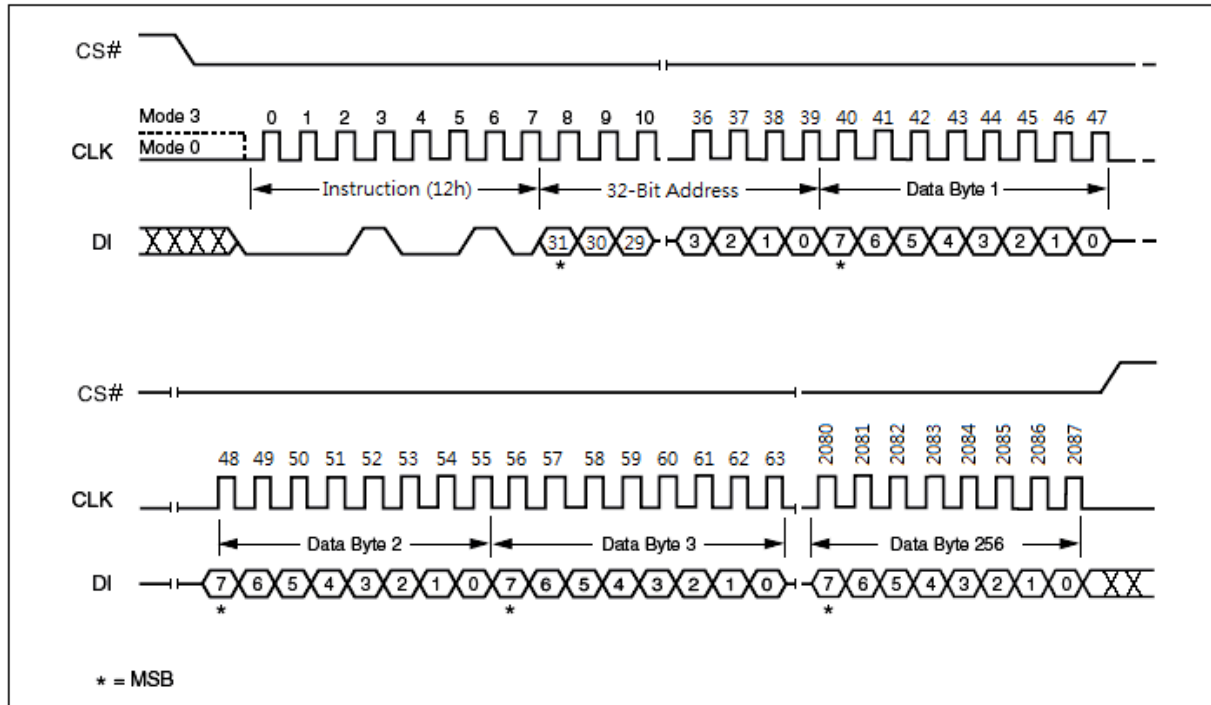 CS#
Mode 3
0 1 2 3 4 5 6 7 8 9 10 36 37 38 39 40 41 42 43 44 45 46 47
CLK
Mode 0
Instruction (12h) 32-Bit Address Data Byte 1
DI 31 30 29 3 2 1 0 7 6 5 4 3 2 1 0
* *
CS#
48 49 50 51 52 53 54 55 56 57 58 59 60 61 62 63 2080 2081 2082 2083 2084 2085 2086 2087
CLK
Data Byte 2 Data Byte 3 Data Byte 256
DI 7 6 5 4 3 2 1 0 7 6 5 4 3 2 1 0 7 6 5 4 3 2 1 0
* * *
* = MSB